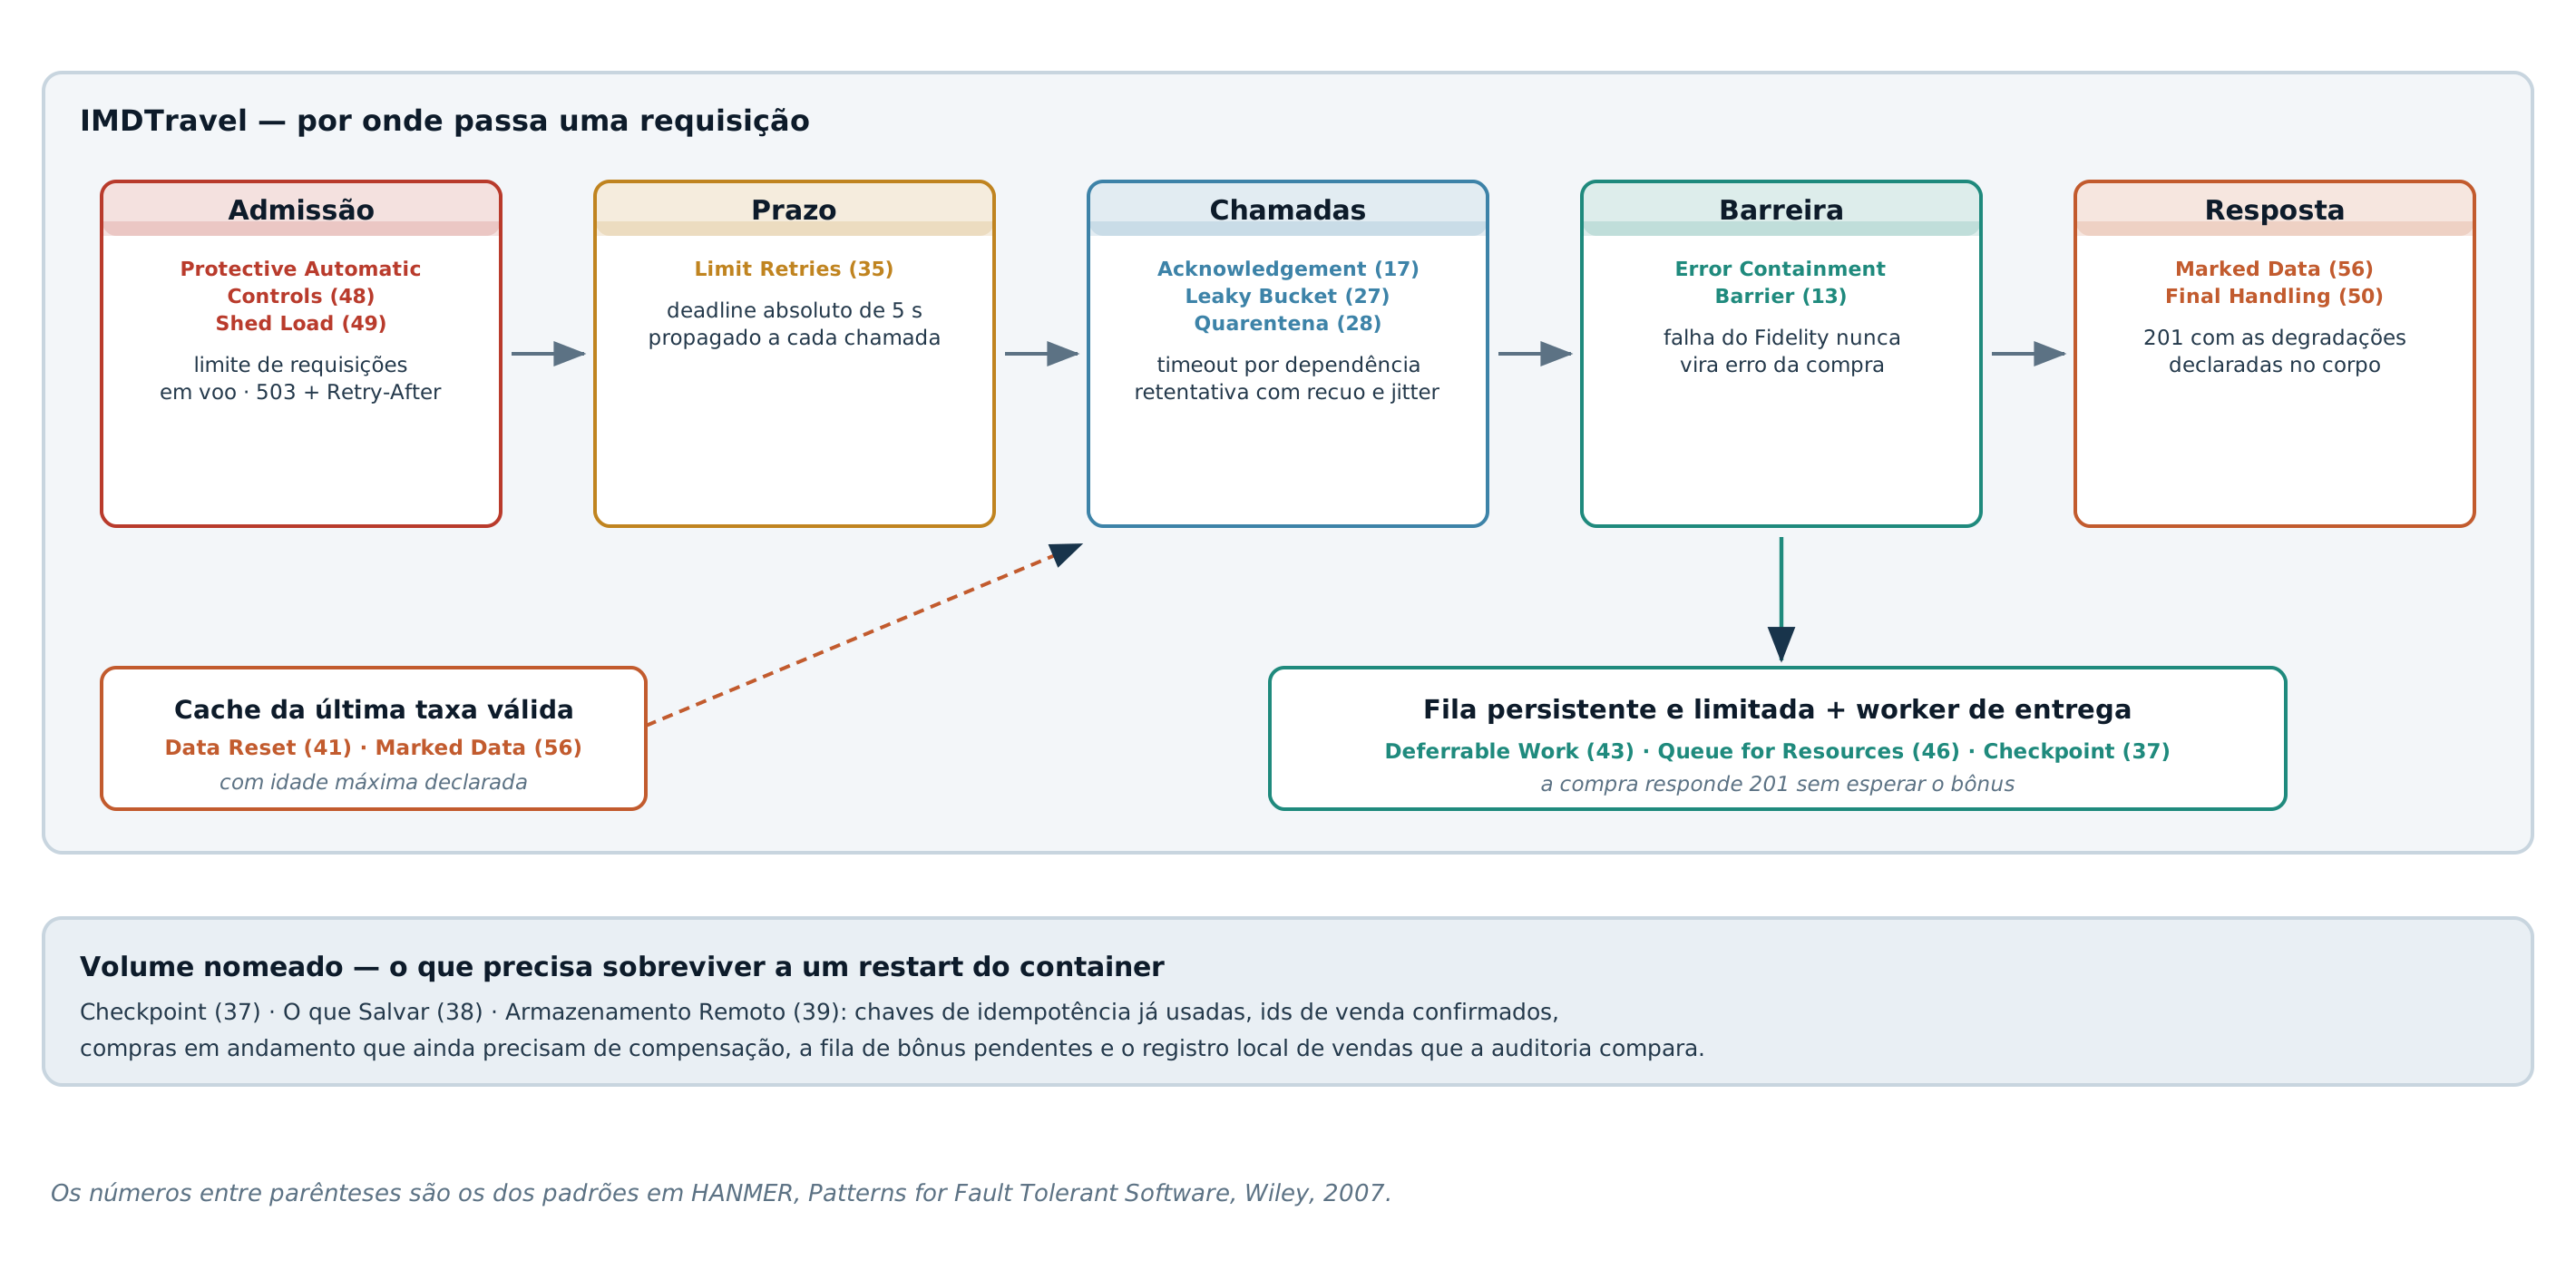 IMDTravel — por onde passa uma requisição
Admissão
Protective Automatic
Controls (48)
Shed Load (49)
limite de requisições
em voo · 503 + Retry-After
Prazo
Limit Retries (35)
deadline absoluto de 5 s
propagado a cada chamada
Chamadas
Acknowledgement (17)
Leaky Bucket (27)
Quarentena (28)
timeout por dependência
retentativa com recuo e jitter
Barreira
Error Containment
Barrier (13)
falha do Fidelity nunca
vira erro da compra
Resposta
Marked Data (56)
Final Handling (50)
201 com as degradações
declaradas no corpo
Cache da última taxa válida
Data Reset (41) · Marked Data (56)
com idade máxima declarada
Fila persistente e limitada + worker de entrega
Deferrable Work (43) · Queue for Resources (46) · Checkpoint (37)
a compra responde 201 sem esperar o bônus
Volume nomeado — o que precisa sobreviver a um restart do container
Checkpoint (37) · O que Salvar (38) · Armazenamento Remoto (39): chaves de idempotência já usadas, ids de venda confirmados,
compras em andamento que ainda precisam de compensação, a fila de bônus pendentes e o registro local de vendas que a auditoria compara.
Os números entre parênteses são os dos padrões em HANMER, Patterns for Fault Tolerant Software, Wiley, 2007.